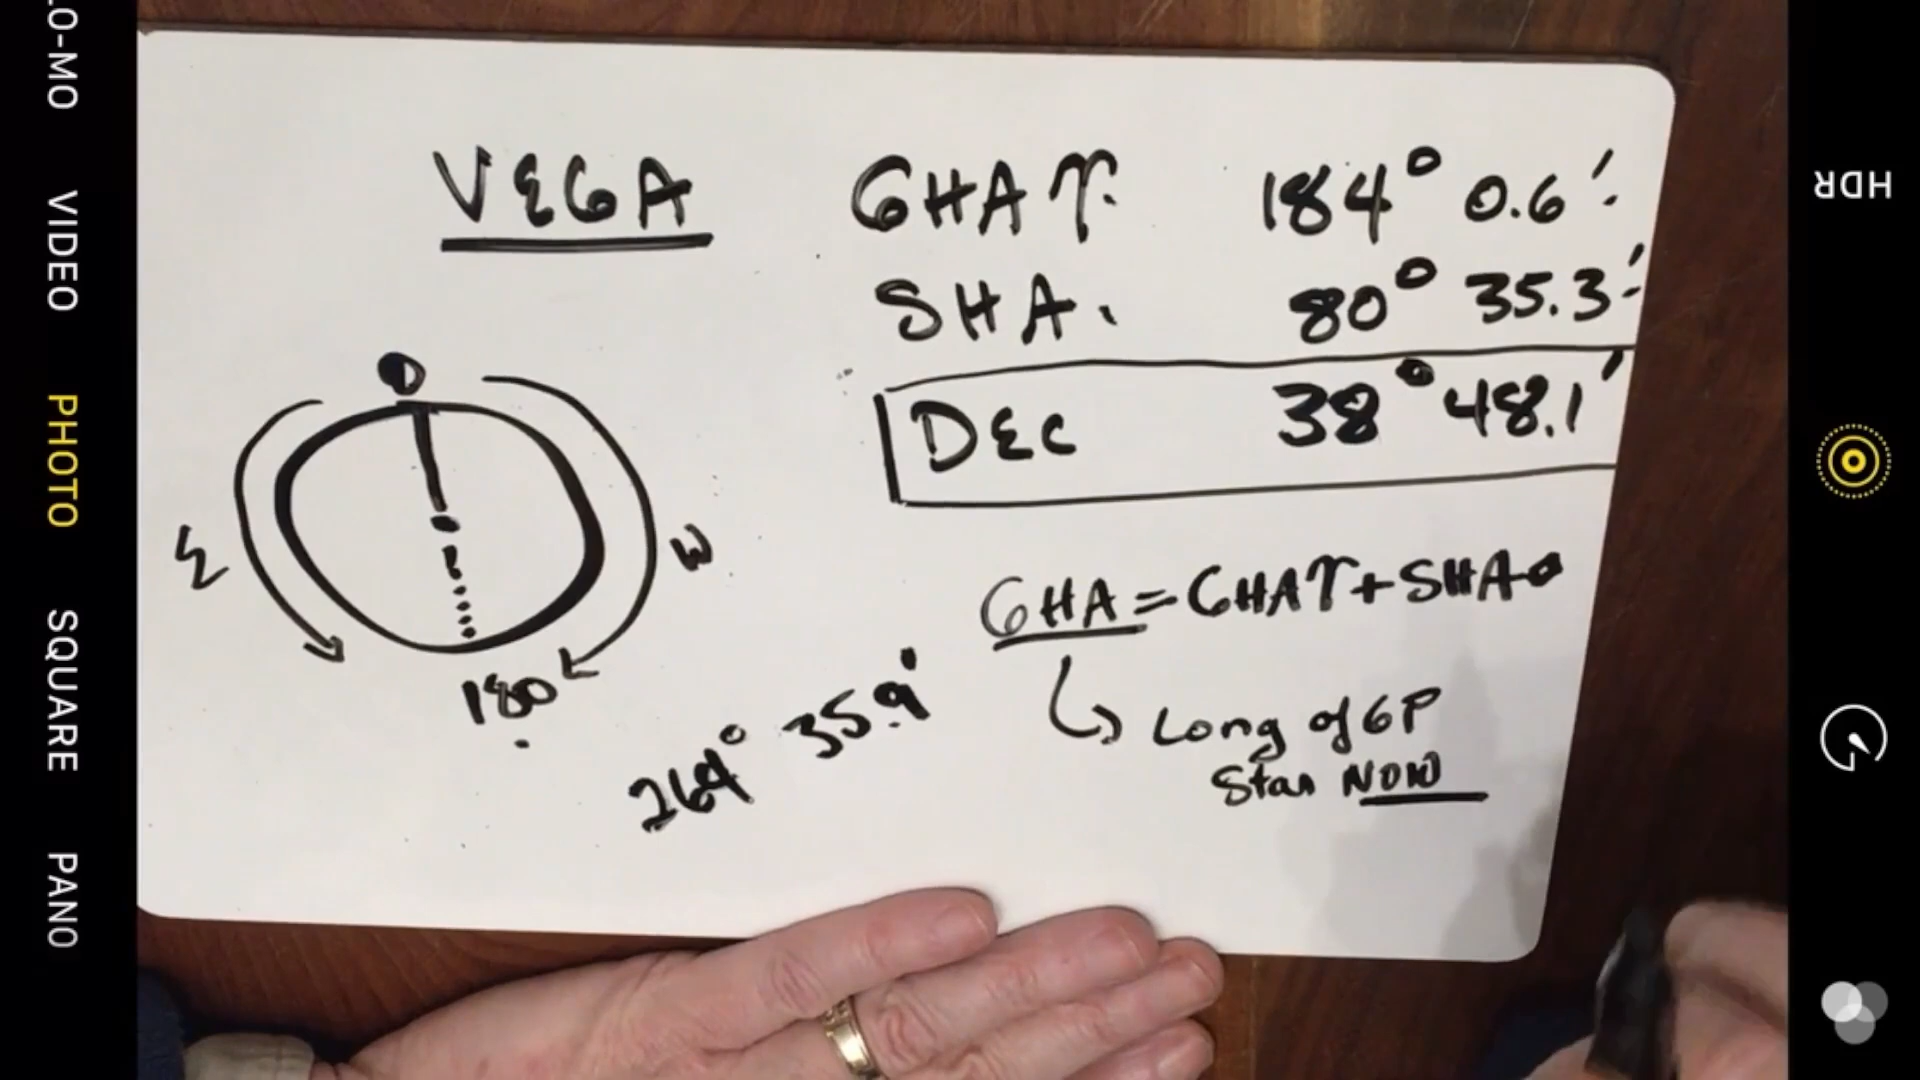 VEGA
GHA♈ 184° 0.6'
SHA. 80° 35.3'
DEC 38° 48.1'
0
E
W
180
GHA = GHA♈ + SHA
Long of GP
Star NOW
264° 35.9'
LO-MO
VIDEO
PHOTO
SQUARE
PANO
HDR